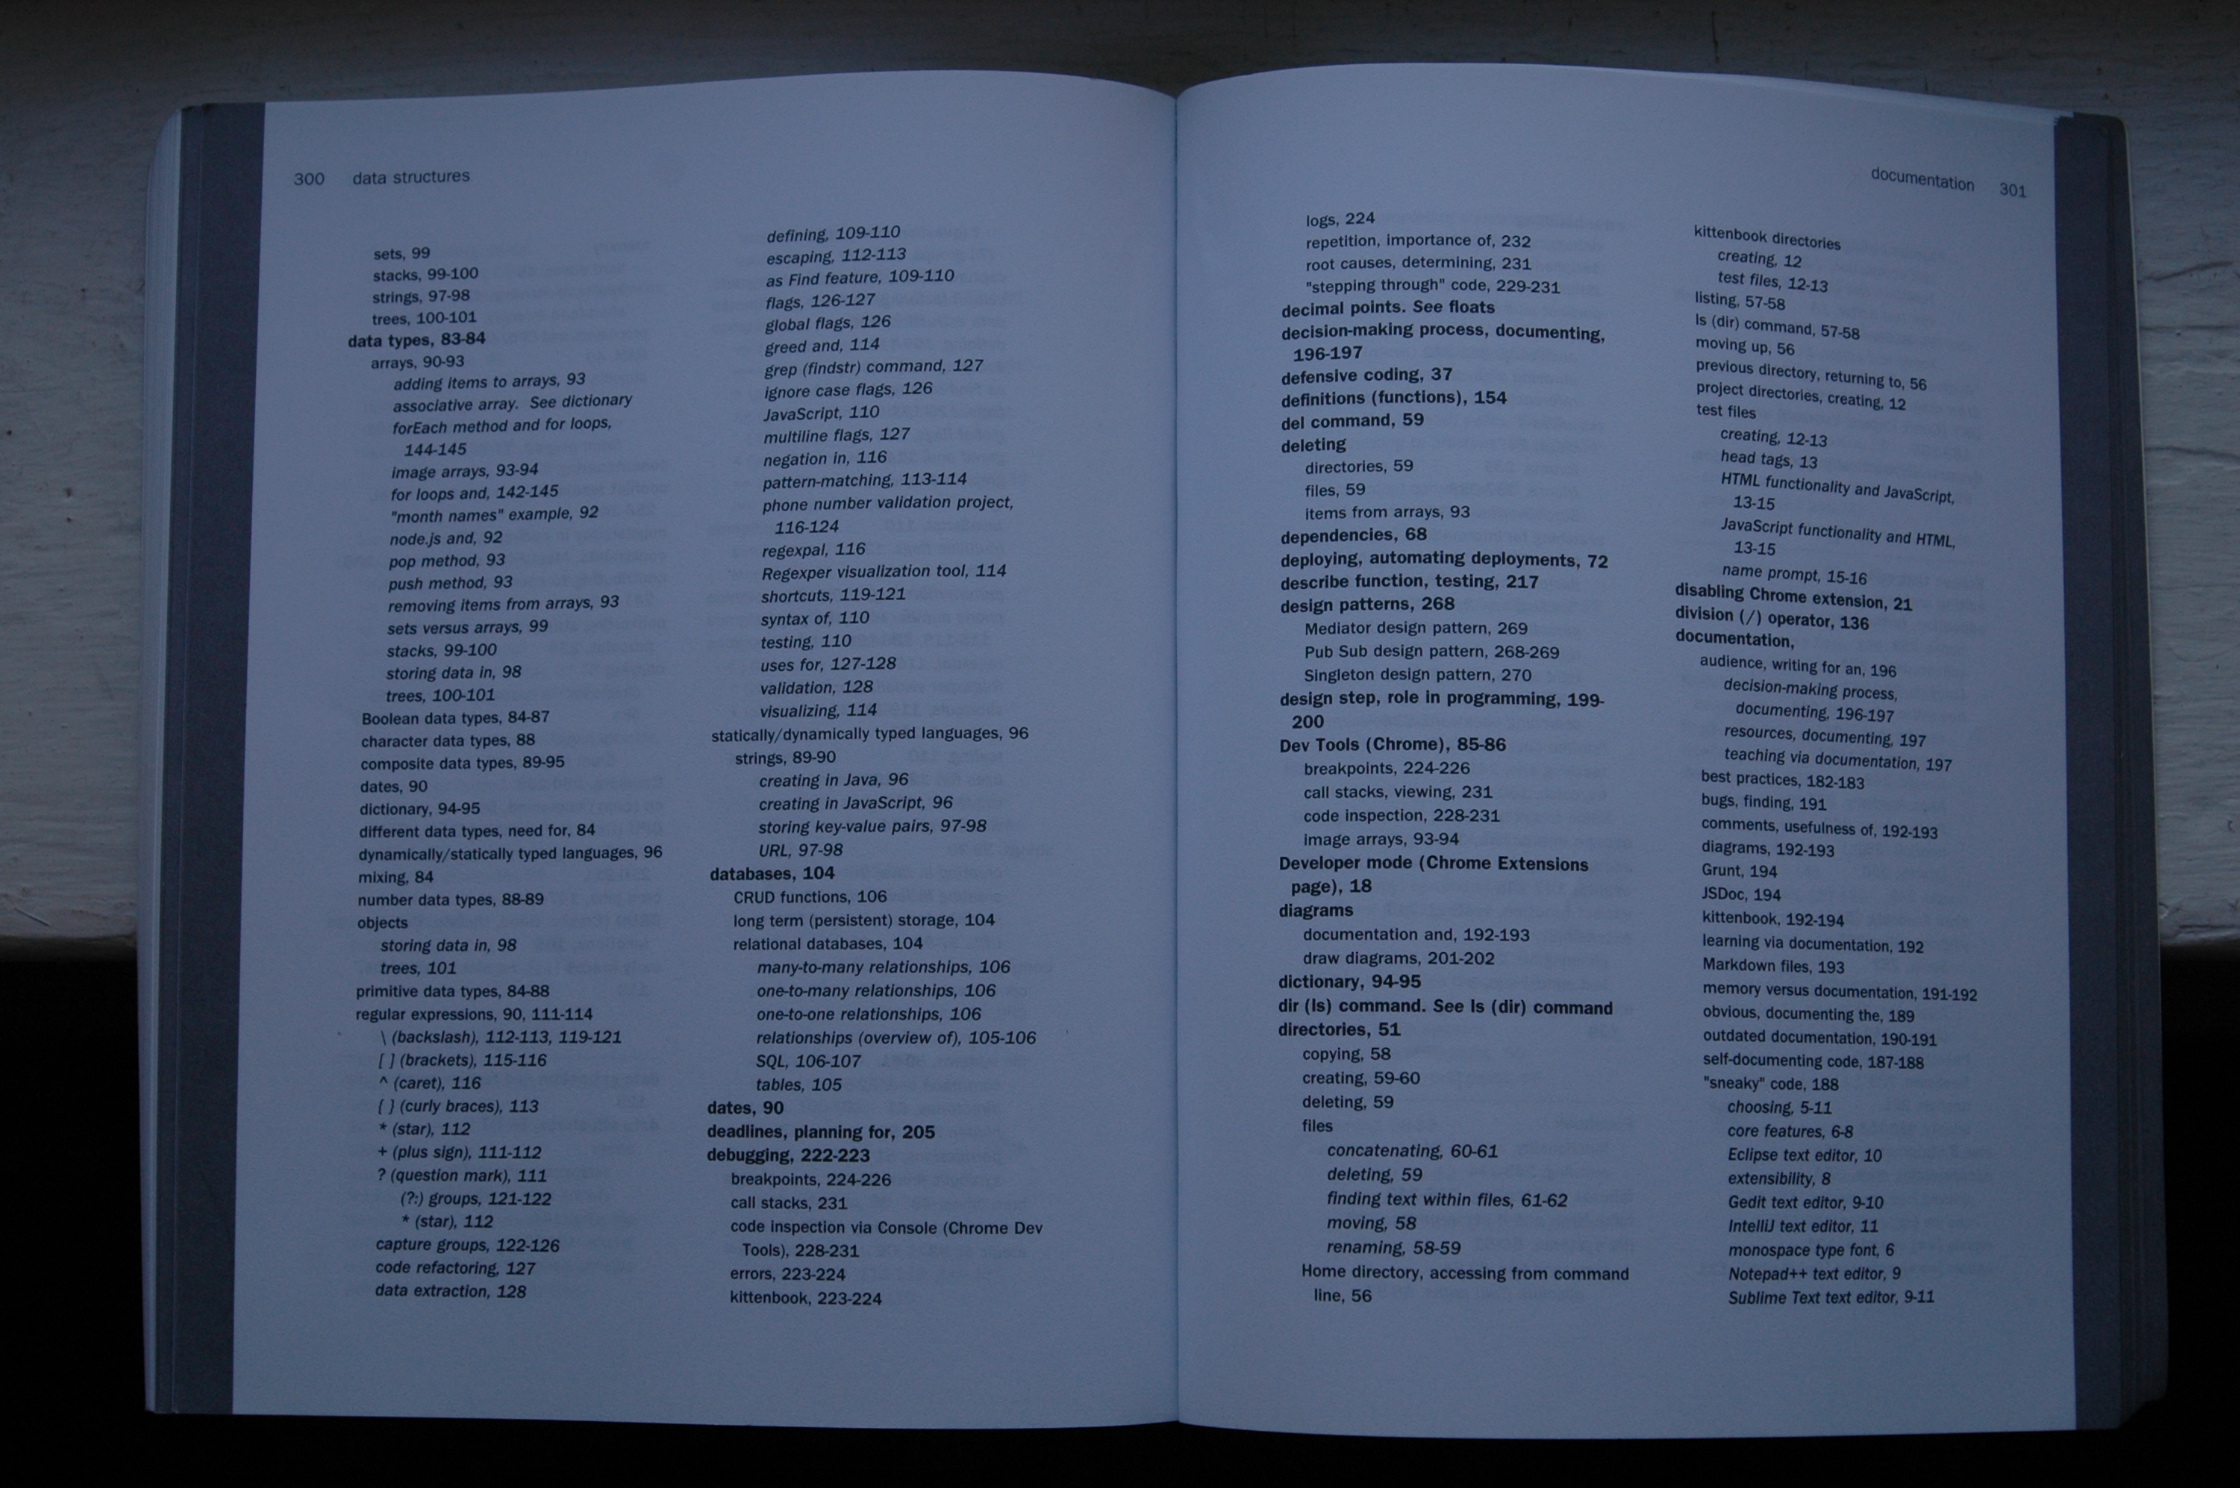 300 data structures
sets, 99
stacks, 99-100
strings, 97-98
trees, 100-101
data types, 83-84
arrays, 90-93
adding items to arrays, 93
associative array. See dictionary
forEach method and for loops,
144-145
image arrays, 93-94
for loops and, 142-145
"month names" example, 92
node.js and, 92
pop method, 93
push method, 93
removing items from arrays, 93
sets versus arrays, 99
stacks, 99-100
storing data in, 98
trees, 100-101
Boolean data types, 84-87
character data types, 88
composite data types, 89-95
dates, 90
dictionary, 94-95
different data types, need for, 84
dynamically/statically typed languages, 96
mixing, 84
number data types, 88-89
objects
storing data in, 98
trees, 101
primitive data types, 84-88
regular expressions, 90, 111-114
\ (backslash), 112-113, 119-121
[ ] (brackets), 115-116
^ (caret), 116
{ } (curly braces), 113
* (star), 112
+ (plus sign), 111-112
? (question mark), 111
(?:) groups, 121-122
* (star), 112
capture groups, 122-126
code refactoring, 127
data extraction, 128
defining, 109-110
escaping, 112-113
as Find feature, 109-110
flags, 126-127
global flags, 126
greed and, 114
grep (findstr) command, 127
ignore case flags, 126
JavaScript, 110
multiline flags, 127
negation in, 116
pattern-matching, 113-114
phone number validation project,
116-124
regexpal, 116
Regexper visualization tool, 114
shortcuts, 119-121
syntax of, 110
testing, 110
uses for, 127-128
validation, 128
visualizing, 114
statically/dynamically typed languages, 96
strings, 89-90
creating in Java, 96
creating in JavaScript, 96
storing key-value pairs, 97-98
URL, 97-98
databases, 104
CRUD functions, 106
long term (persistent) storage, 104
relational databases, 104
many-to-many relationships, 106
one-to-many relationships, 106
one-to-one relationships, 106
relationships (overview of), 105-106
SQL, 106-107
tables, 105
dates, 90
deadlines, planning for, 205
debugging, 222-223
breakpoints, 224-226
call stacks, 231
code inspection via Console (Chrome Dev
Tools), 228-231
errors, 223-224
kittenbook, 223-224
documentation 301
logs, 224
repetition, importance of, 232
root causes, determining, 231
"stepping through" code, 229-231
decimal points. See floats
decision-making process, documenting,
196-197
defensive coding, 37
definitions (functions), 154
del command, 59
deleting
directories, 59
files, 59
items from arrays, 93
dependencies, 68
deploying, automating deployments, 72
describe function, testing, 217
design patterns, 268
Mediator design pattern, 269
Pub Sub design pattern, 268-269
Singleton design pattern, 270
design step, role in programming, 199-
200
Dev Tools (Chrome), 85-86
breakpoints, 224-226
call stacks, viewing, 231
code inspection, 228-231
image arrays, 93-94
Developer mode (Chrome Extensions
page), 18
diagrams
documentation and, 192-193
draw diagrams, 201-202
dictionary, 94-95
dir (ls) command. See ls (dir) command
directories, 51
copying, 58
creating, 59-60
deleting, 59
files
concatenating, 60-61
deleting, 59
finding text within files, 61-62
moving, 58
renaming, 58-59
Home directory, accessing from command
line, 56
kittenbook directories
creating, 12
test files, 12-13
listing, 57-58
ls (dir) command, 57-58
moving up, 56
previous directory, returning to, 56
project directories, creating, 12
test files
creating, 12-13
head tags, 13
HTML functionality and JavaScript,
13-15
JavaScript functionality and HTML,
13-15
name prompt, 15-16
disabling Chrome extension, 21
division (/) operator, 136
documentation,
audience, writing for an, 196
decision-making process,
documenting, 196-197
resources, documenting, 197
teaching via documentation, 197
best practices, 182-183
bugs, finding, 191
comments, usefulness of, 192-193
diagrams, 192-193
Grunt, 194
JSDoc, 194
kittenbook, 192-194
learning via documentation, 192
Markdown files, 193
memory versus documentation, 191-192
obvious, documenting the, 189
outdated documentation, 190-191
self-documenting code, 187-188
"sneaky" code, 188
choosing, 5-11
core features, 6-8
Eclipse text editor, 10
extensibility, 8
Gedit text editor, 9-10
IntelliJ text editor, 11
monospace type font, 6
Notepad++ text editor, 9
Sublime Text text editor, 9-11